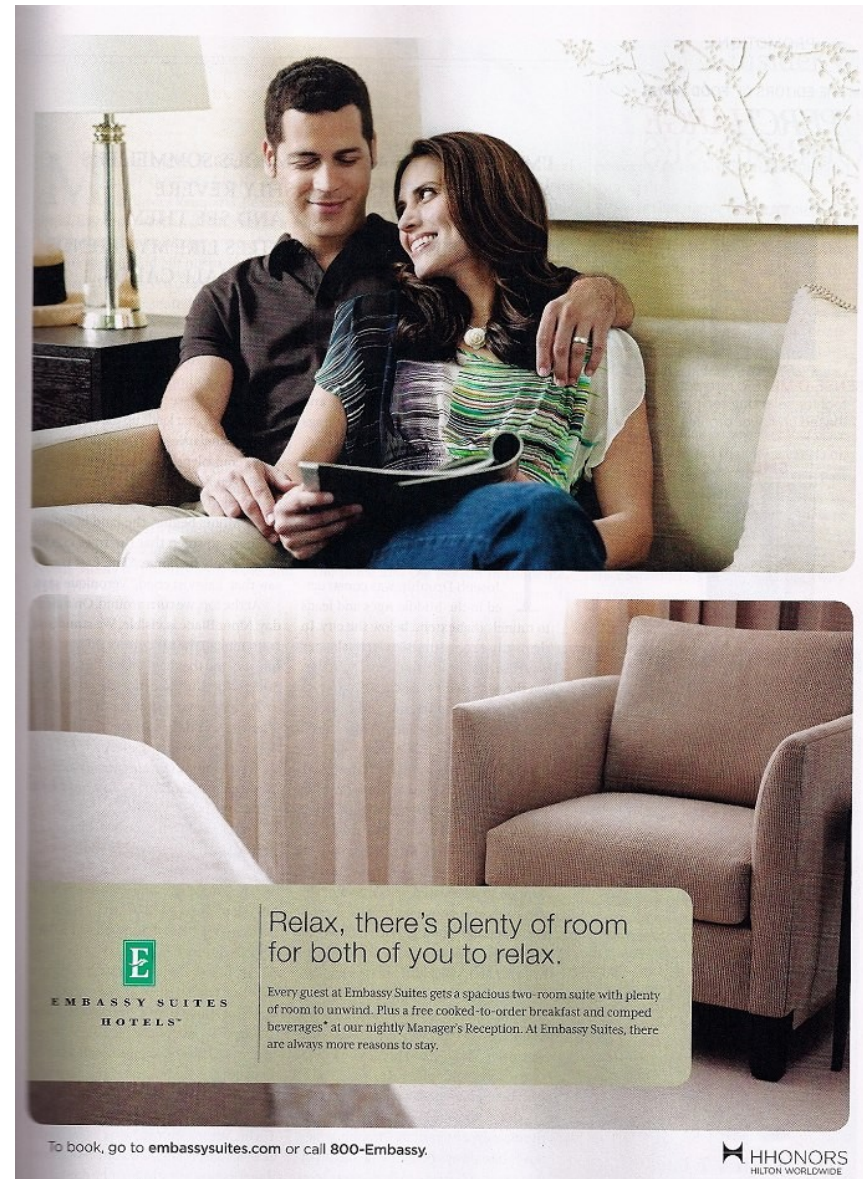 Relax, there's plenty of room
for both of you to relax.
EMBASSY SUITES
HOTELS™
Every guest at Embassy Suites gets a spacious two-room suite with plenty
of room to unwind. Plus a free cooked-to-order breakfast and comped
beverages* at our nightly Manager's Reception. At Embassy Suites, there
are always more reasons to stay.
To book, go to embassysuites.com or call 800-Embassy.
HHONORS
HILTON WORLDWIDE